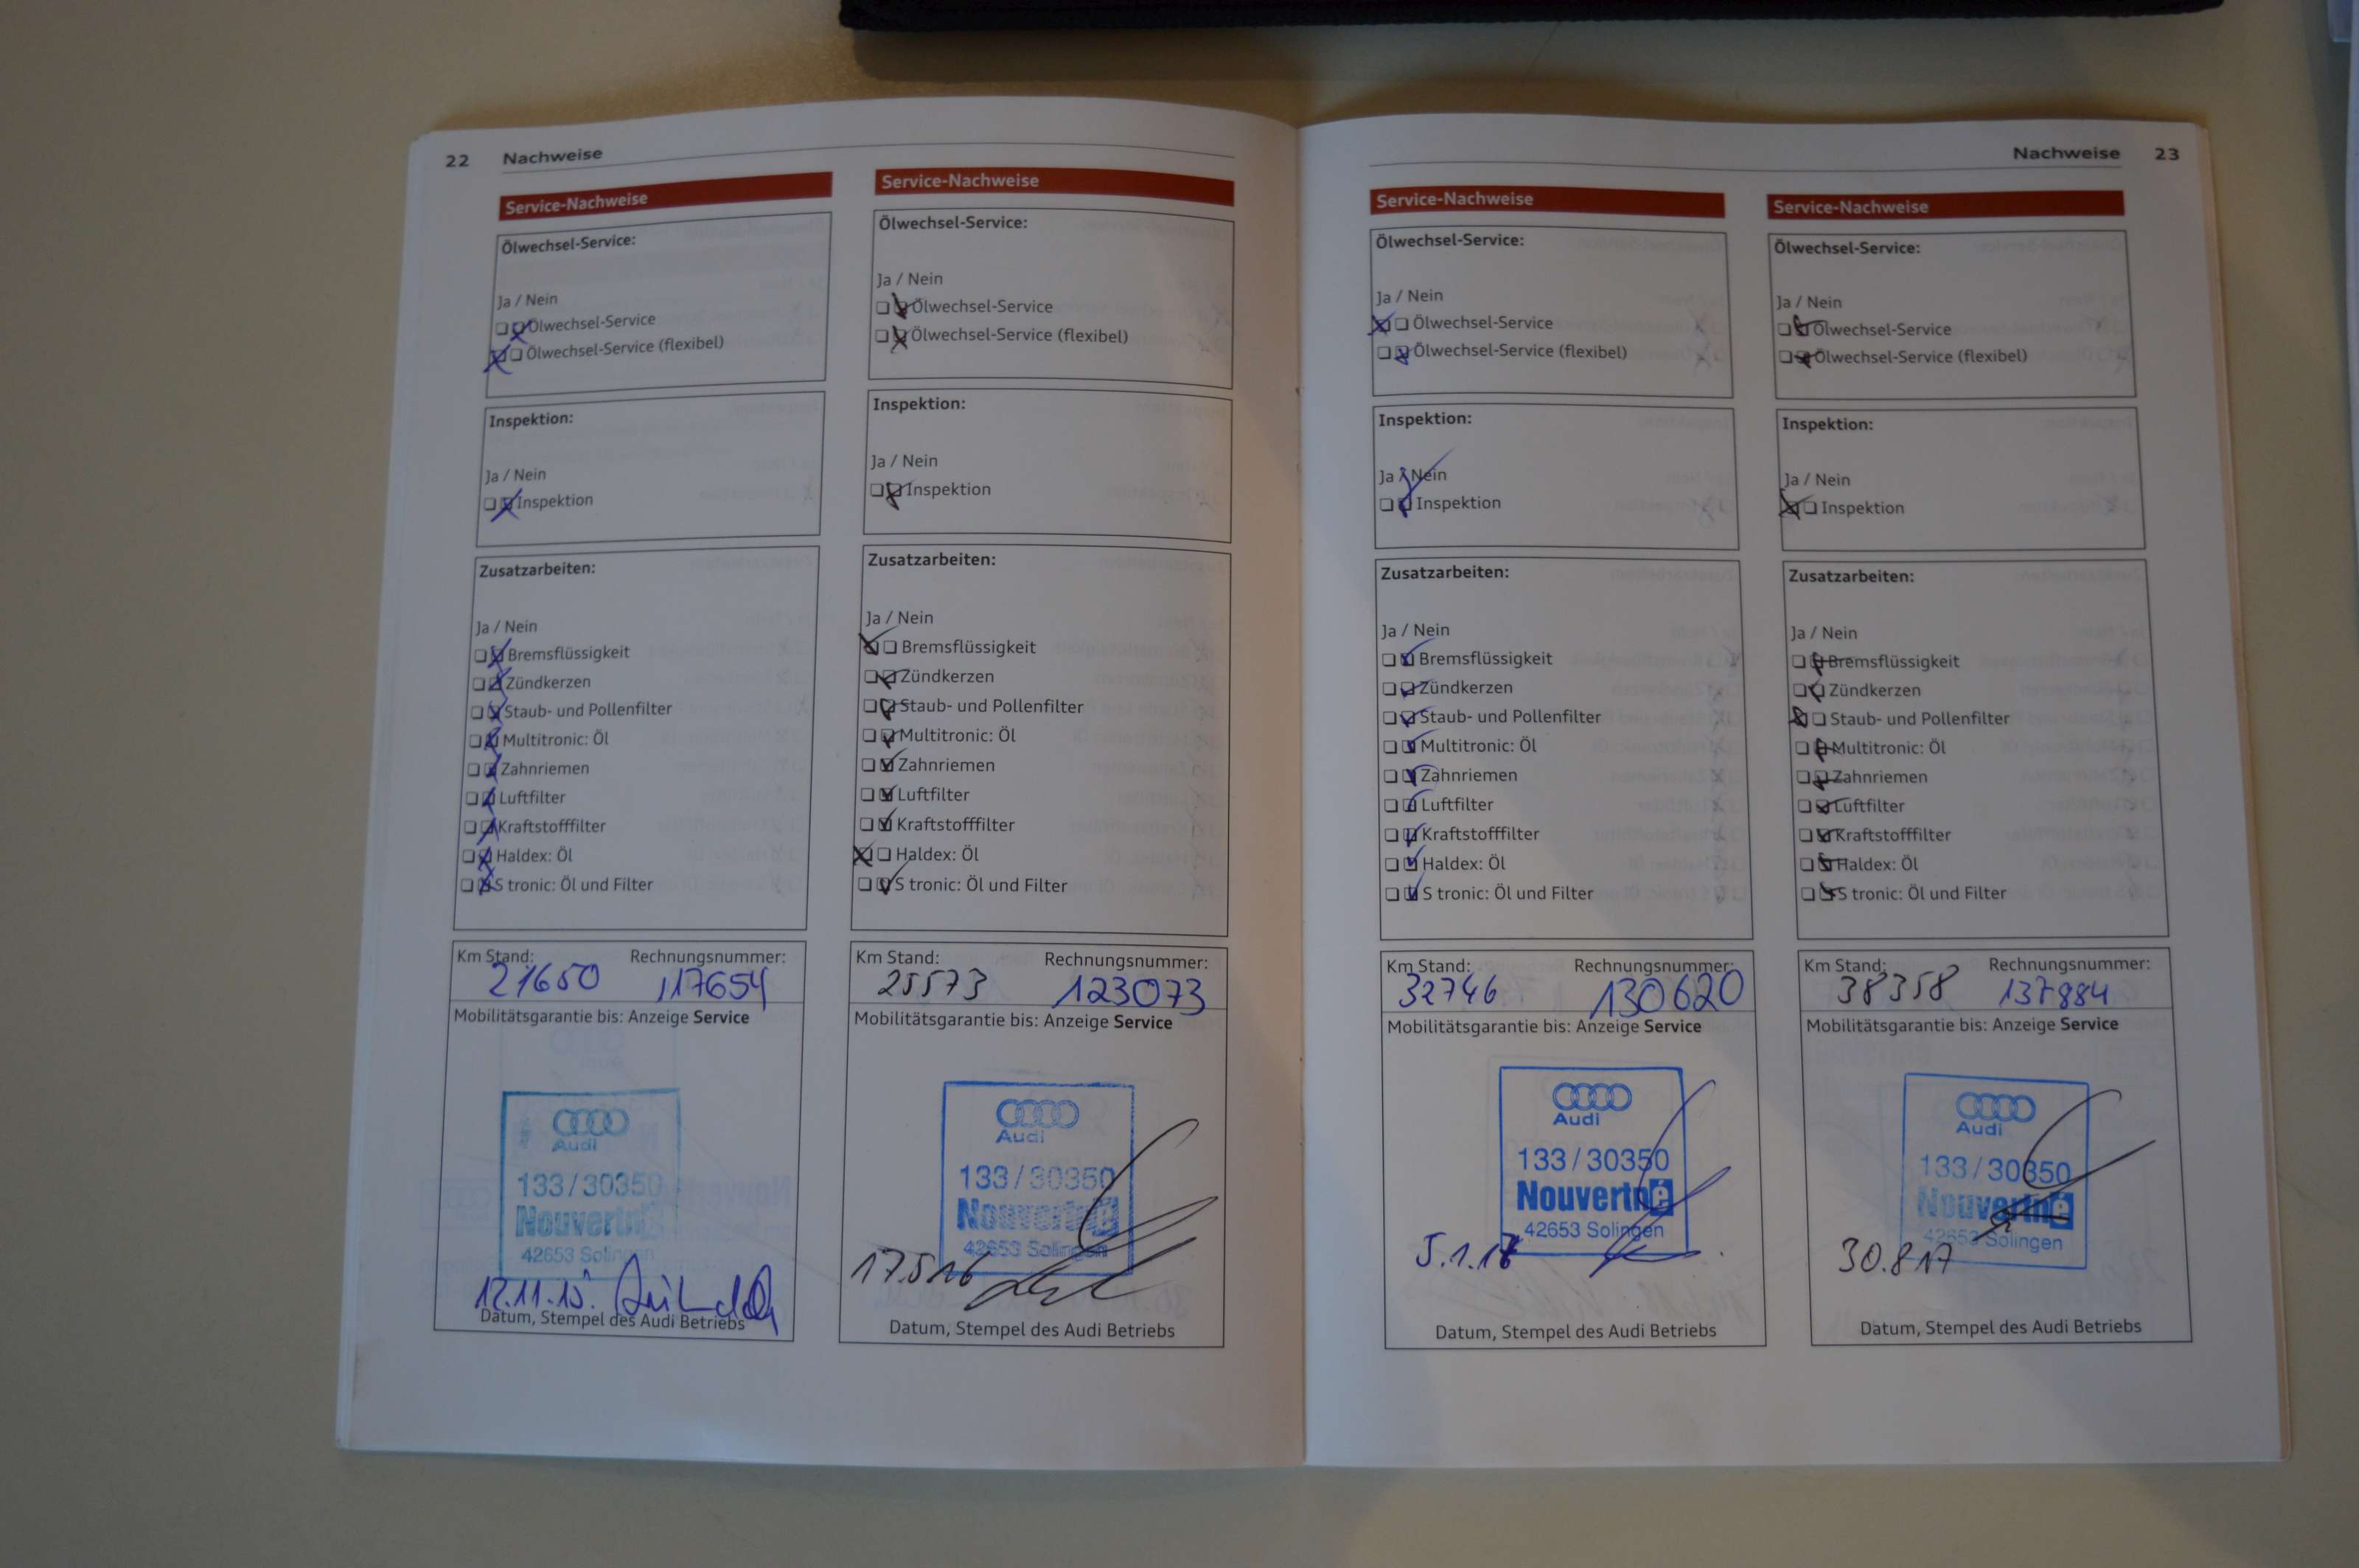 22 Nachweise
Service-Nachweise
Ölwechsel-Service:
Ja / Nein
Ölwechsel-Service
Ölwechsel-Service (flexibel)
Inspektion:
Ja / Nein
Inspektion
Zusatzarbeiten:
Ja / Nein
Bremsflüssigkeit
Zündkerzen
Staub- und Pollenfilter
Multitronic: Öl
Zahnriemen
Luftfilter
Kraftstofffilter
Haldex: Öl
S tronic: Öl und Filter
Km Stand: Rechnungsnummer:
21650 117654
Mobilitätsgarantie bis: Anzeige Service
Audi
133/30350
Nouvertné
42653 Solingen
12.11.15.
Datum, Stempel des Audi Betriebs
Service-Nachweise
Ölwechsel-Service:
Ja / Nein
Ölwechsel-Service
Ölwechsel-Service (flexibel)
Inspektion:
Ja / Nein
Inspektion
Zusatzarbeiten:
Ja / Nein
Bremsflüssigkeit
Zündkerzen
Staub- und Pollenfilter
Multitronic: Öl
Zahnriemen
Luftfilter
Kraftstofffilter
Haldex: Öl
S tronic: Öl und Filter
Km Stand: Rechnungsnummer:
25573 123073
Mobilitätsgarantie bis: Anzeige Service
Audi
133/30350
Nouvertné
42653 Solingen
17.5.16
Datum, Stempel des Audi Betriebs
Nachweise 23
Service-Nachweise
Ölwechsel-Service:
Ja / Nein
Ölwechsel-Service
Ölwechsel-Service (flexibel)
Inspektion:
Ja / Nein
Inspektion
Zusatzarbeiten:
Ja / Nein
Bremsflüssigkeit
Zündkerzen
Staub- und Pollenfilter
Multitronic: Öl
Zahnriemen
Luftfilter
Kraftstofffilter
Haldex: Öl
S tronic: Öl und Filter
Km Stand: Rechnungsnummer:
32746 130620
Mobilitätsgarantie bis: Anzeige Service
Audi
133/30350
Nouvertné
42653 Solingen
Datum, Stempel des Audi Betriebs
Service-Nachweise
Ölwechsel-Service:
Ja / Nein
Ölwechsel-Service
Ölwechsel-Service (flexibel)
Inspektion:
Ja / Nein
Inspektion
Zusatzarbeiten:
Ja / Nein
Bremsflüssigkeit
Zündkerzen
Staub- und Pollenfilter
Multitronic: Öl
Zahnriemen
Luftfilter
Kraftstofffilter
Haldex: Öl
S tronic: Öl und Filter
Km Stand: Rechnungsnummer:
38358 137884
Mobilitätsgarantie bis: Anzeige Service
Audi
133/30350
Nouvertné
42653 Solingen
30.8.17
Datum, Stempel des Audi Betriebs